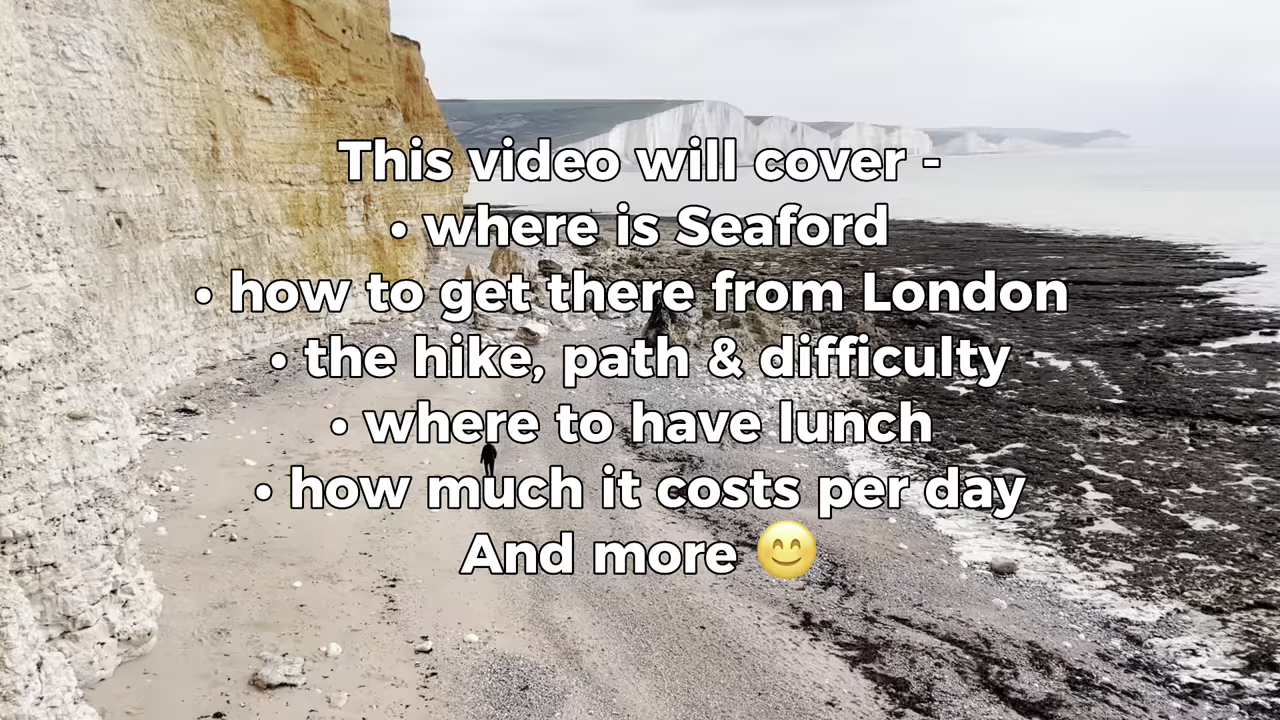 This video will cover -
• where is Seaford
• how to get there from London
• the hike, path & difficulty
• where to have lunch
• how much it costs per day
And more 😊